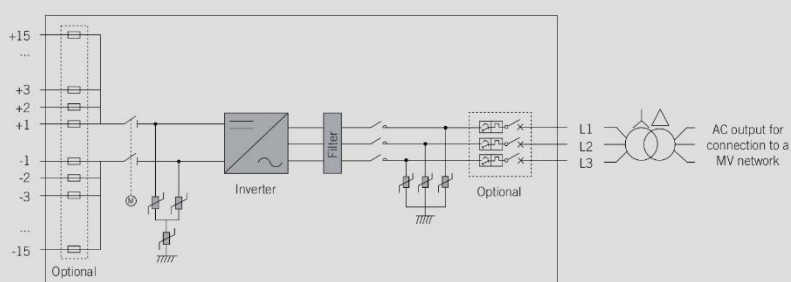 +15
...
+3
+2
+1
-1
-2
-3
...
-15
Optional
M
Inverter
Filter
Optional
L1
L2
L3
AC output for
connection to a
MV network